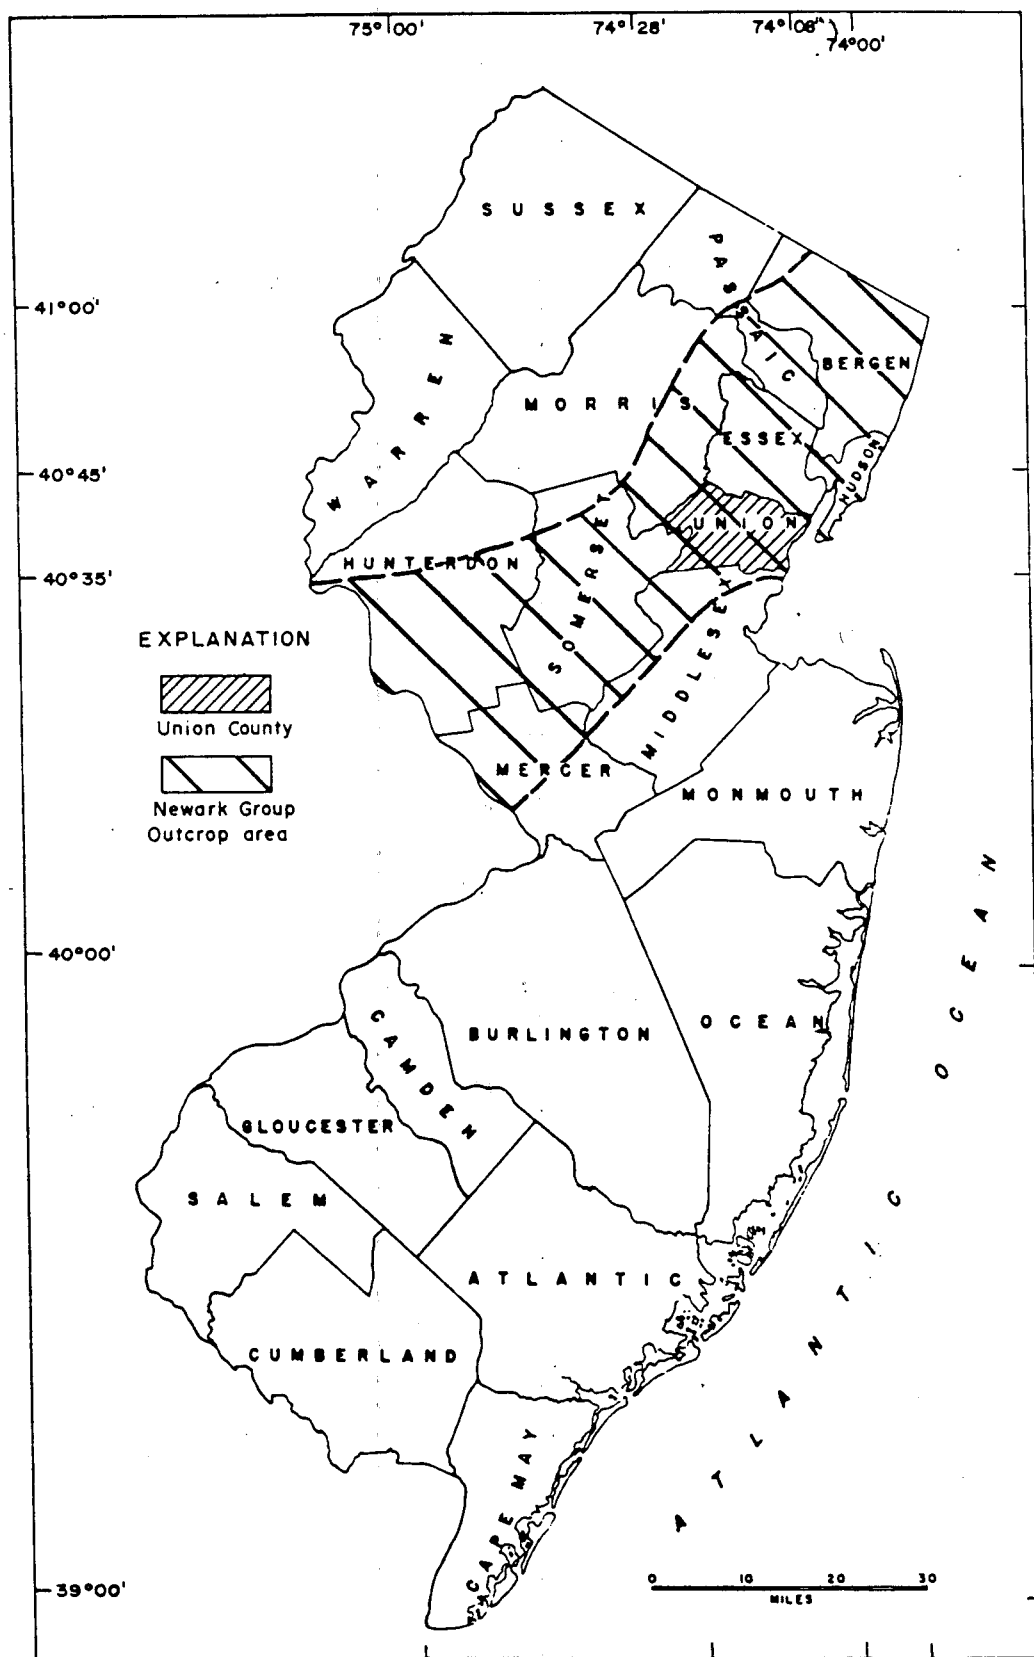 75°00' 74°28' 74°08'
74°00'
SUSSEX
PASSAIC
41°00'
WARREN
BERGEN
MORRIS
ESSEX
HUDSON
40°45'
UNION
HUNTERDON
SOMERSET
40°35'
MIDDLESEX
EXPLANATION
Union County
Newark Group
Outcrop area
MERCER
MONMOUTH
40°00'
CAMDEN
BURLINGTON
OCEAN
GLOUCESTER
SALEM
ATLANTIC
CUMBERLAND
CAPE MAY
ATLANTIC OCEAN
39°00'
0 10 20 30
MILES